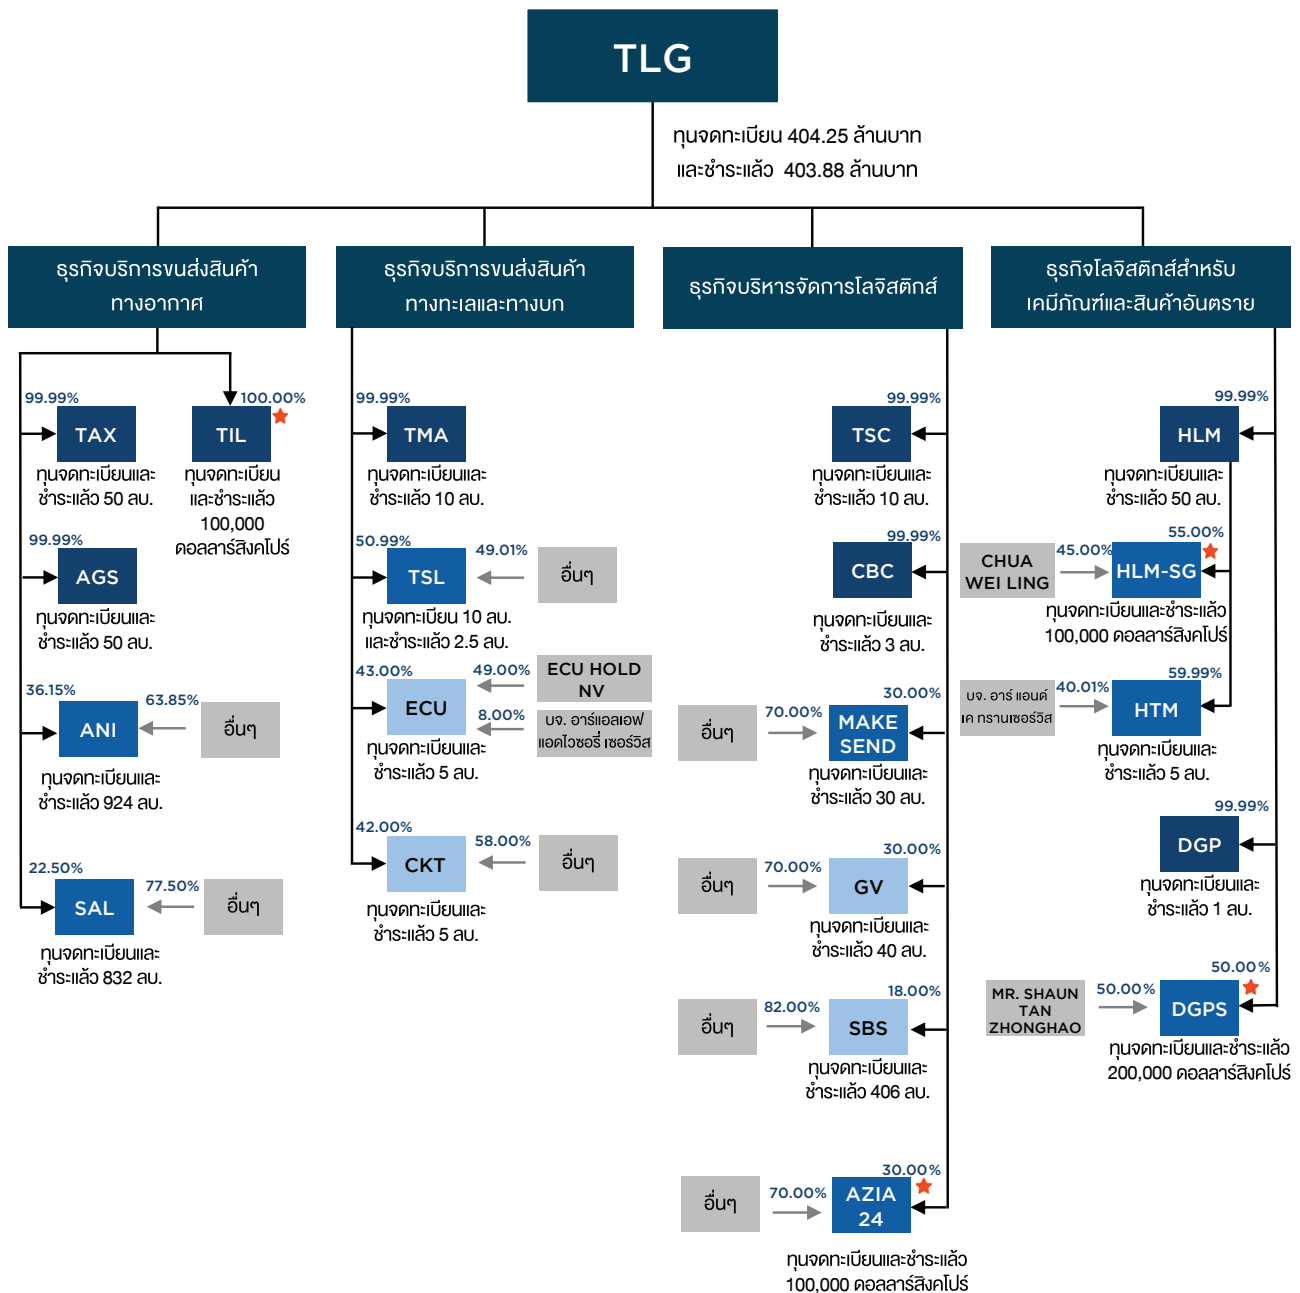 TLG
ทุนจดทะเบียน 404.25 ล้านบาท
และชำระแล้ว 403.88 ล้านบาท
ธุรกิจบริการขนส่งสินค้า
ทางอากาศ
99.99%
TAX
ทุนจดทะเบียนและ
ชำระแล้ว 50 ลบ.
100.00%
TIL
ทุนจดทะเบียน
และชำระแล้ว
100,000
ดอลลาร์สิงคโปร์
99.99%
AGS
ทุนจดทะเบียนและ
ชำระแล้ว 50 ลบ.
36.15%
ANI
63.85%
อื่นๆ
ทุนจดทะเบียนและ
ชำระแล้ว 924 ลบ.
22.50%
SAL
77.50%
อื่นๆ
ทุนจดทะเบียนและ
ชำระแล้ว 832 ลบ.
ธุรกิจบริการขนส่งสินค้า
ทางทะเลและทางบก
99.99%
TMA
ทุนจดทะเบียนและ
ชำระแล้ว 10 ลบ.
50.99%
TSL
49.01%
อื่นๆ
ทุนจดทะเบียน 10 ลบ.
และชำระแล้ว 2.5 ลบ.
43.00%
ECU
49.00%
ECU HOLD
NV
8.00%
บจ. อาร์แอลเอฟ
แอดไวซอรี่ เซอร์วิส
ทุนจดทะเบียนและ
ชำระแล้ว 5 ลบ.
42.00%
CKT
58.00%
อื่นๆ
ทุนจดทะเบียนและ
ชำระแล้ว 5 ลบ.
ธุรกิจบริหารจัดการโลจิสติกส์
99.99%
TSC
ทุนจดทะเบียนและ
ชำระแล้ว 10 ลบ.
99.99%
CBC
ทุนจดทะเบียนและ
ชำระแล้ว 3 ลบ.
30.00%
MAKE
SEND
70.00%
อื่นๆ
ทุนจดทะเบียนและ
ชำระแล้ว 30 ลบ.
30.00%
GV
70.00%
อื่นๆ
ทุนจดทะเบียนและ
ชำระแล้ว 40 ลบ.
18.00%
SBS
82.00%
อื่นๆ
ทุนจดทะเบียนและ
ชำระแล้ว 406 ลบ.
30.00%
AZIA
24
70.00%
อื่นๆ
ทุนจดทะเบียนและชำระแล้ว
100,000 ดอลลาร์สิงคโปร์
ธุรกิจโลจิสติกส์สำหรับ
เคมีภัณฑ์และสินค้าอันตราย
99.99%
HLM
ทุนจดทะเบียนและ
ชำระแล้ว 50 ลบ.
55.00%
HLM-SG
45.00%
CHUA
WEI LING
ทุนจดทะเบียนและชำระแล้ว
100,000 ดอลลาร์สิงคโปร์
59.99%
HTM
40.01%
บจ. อาร์ แอนด์
เค ทรานเซอร์วิส
ทุนจดทะเบียนและ
ชำระแล้ว 5 ลบ.
99.99%
DGP
ทุนจดทะเบียนและ
ชำระแล้ว 1 ลบ.
50.00%
DGPS
50.00%
MR. SHAUN
TAN
ZHONGHAO
ทุนจดทะเบียนและชำระแล้ว
200,000 ดอลลาร์สิงคโปร์